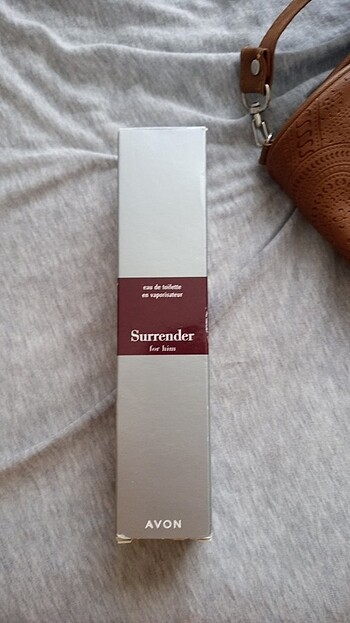 eau de toilette
en vaporisateur
Surrender
for him
AVON